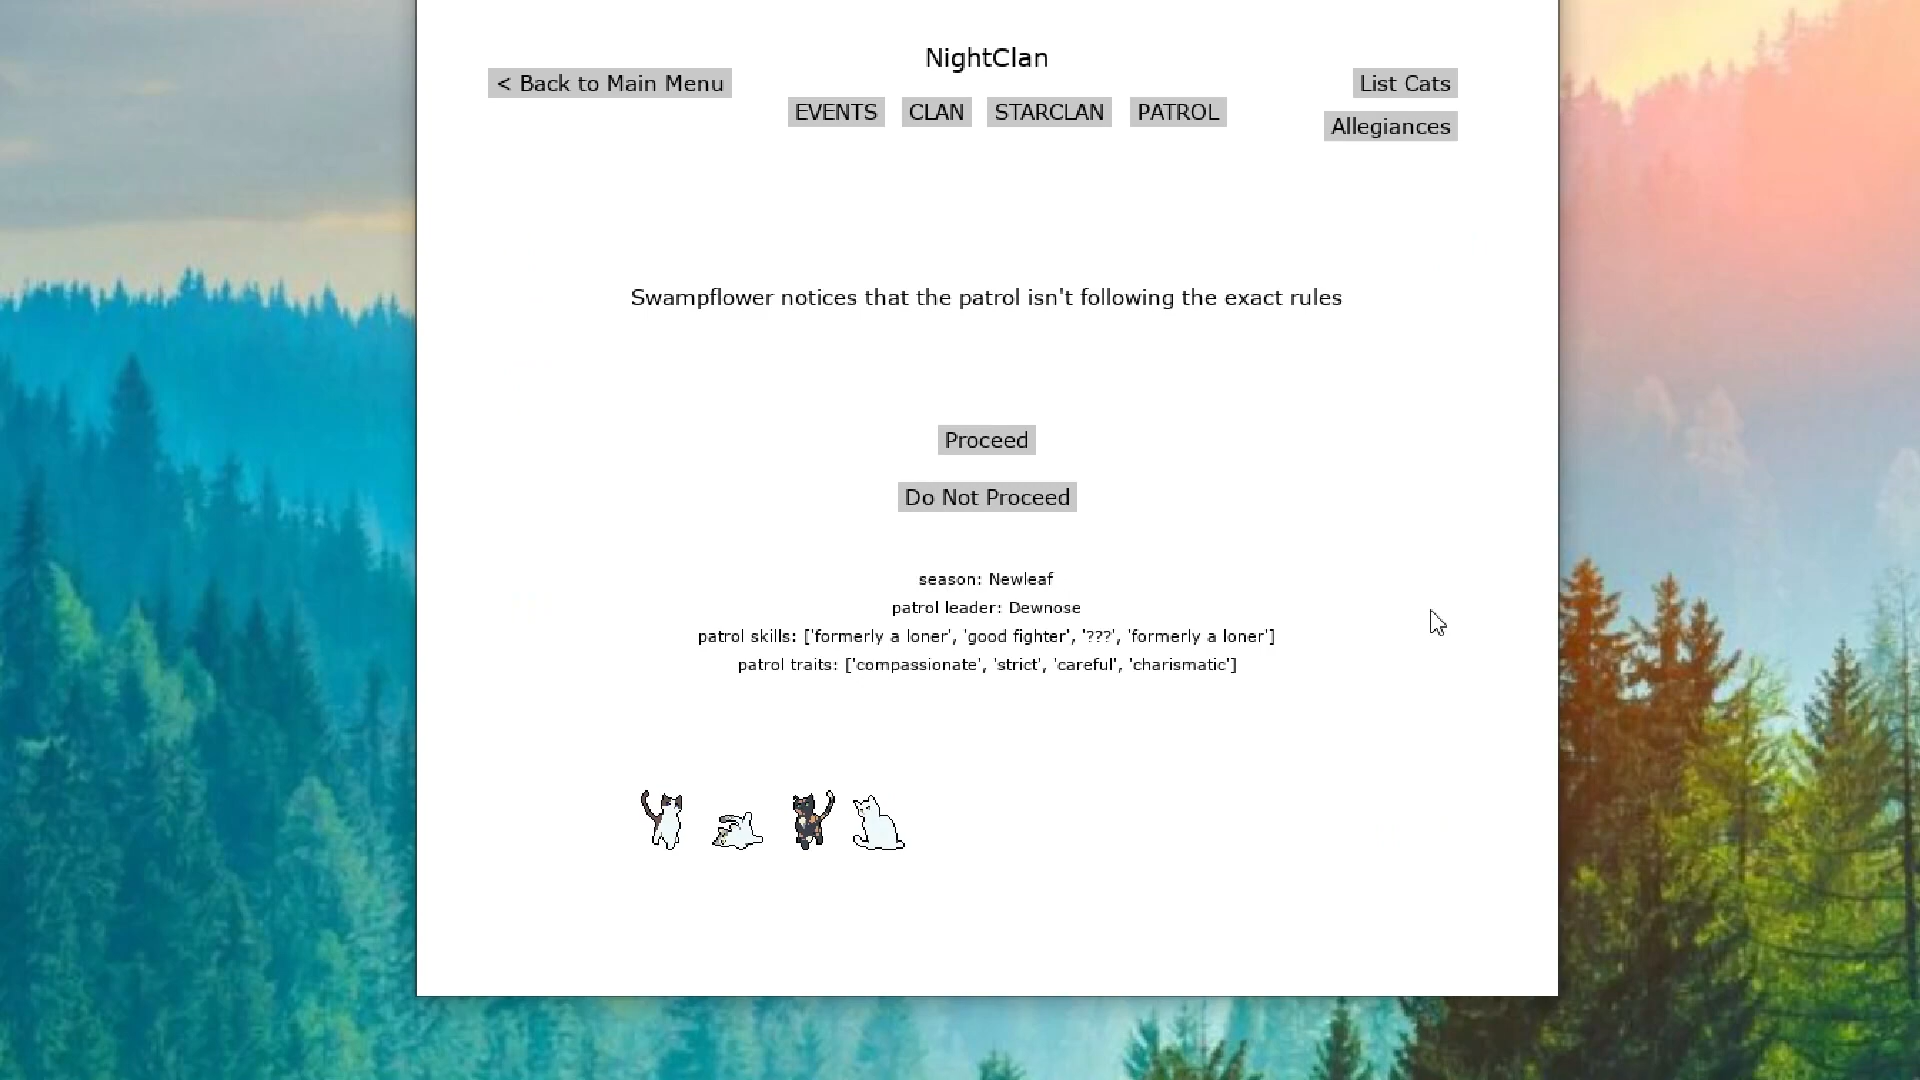 NightClan
< Back to Main Menu
List Cats
EVENTS CLAN STARCLAN PATROL
Allegiances
Swampflower notices that the patrol isn't following the exact rules
Proceed
Do Not Proceed
season: Newleaf
patrol leader: Dewnose
patrol skills: ['formerly a loner', 'good fighter', '???', 'formerly a loner']
patrol traits: ['compassionate', 'strict', 'careful', 'charismatic']